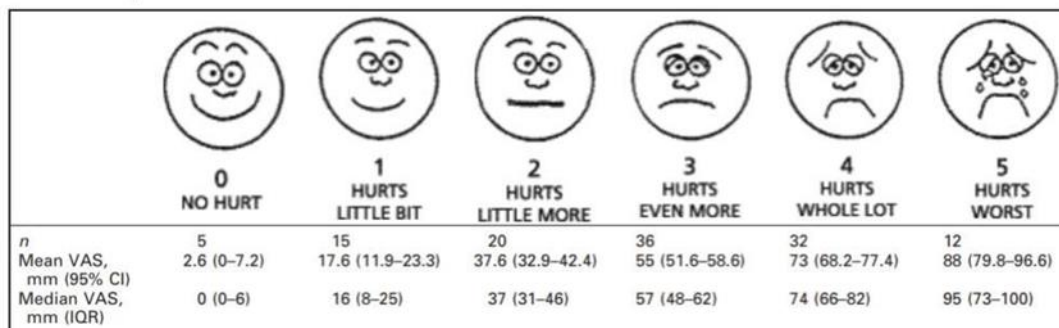 0 1 2 3 4 5
NO HURT HURTS HURTS HURTS HURTS HURTS
LITTLE BIT LITTLE MORE EVEN MORE WHOLE LOT WORST
n 5 15 20 36 32 12
Mean VAS, 2.6 (0–7.2) 17.6 (11.9–23.3) 37.6 (32.9–42.4) 55 (51.6–58.6) 73 (68.2–77.4) 88 (79.8–96.6)
mm (95% CI)
Median VAS, 0 (0–6) 16 (8–25) 37 (31–46) 57 (48–62) 74 (66–82) 95 (73–100)
mm (IQR)